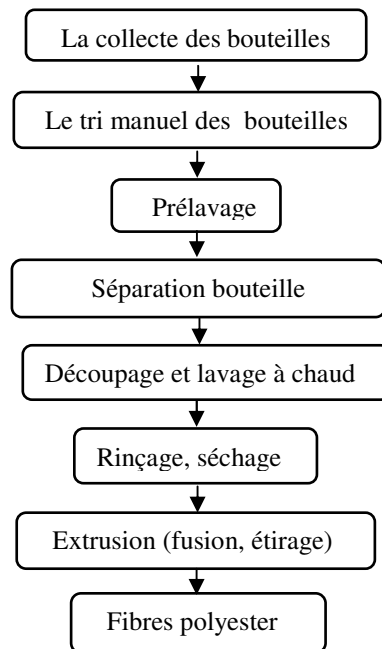 La collecte des bouteilles
Le tri manuel des bouteilles
Prélavage
Séparation bouteille
Découpage et lavage à chaud
Rinçage, séchage
Extrusion (fusion, étirage)
Fibres polyester